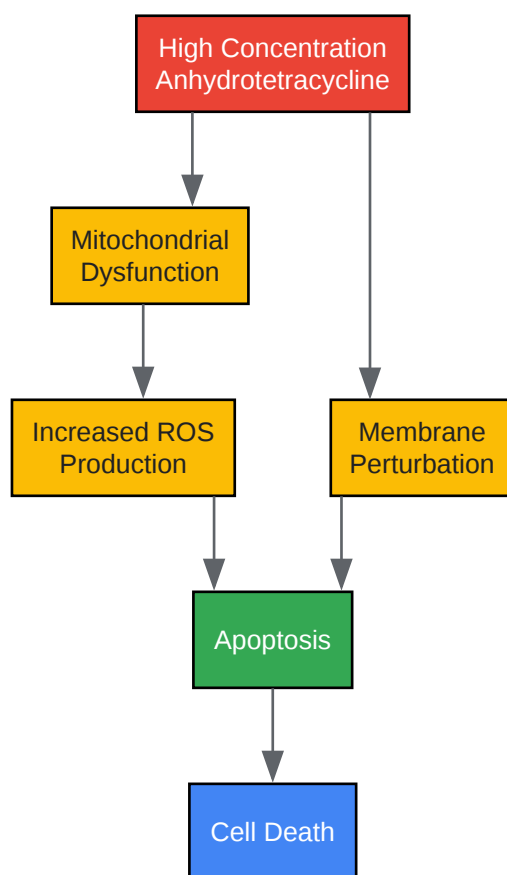 High Concentration
Anhydrotetracycline
Mitochondrial
Dysfunction
Increased ROS
Production
Membrane
Perturbation
Apoptosis
Cell Death